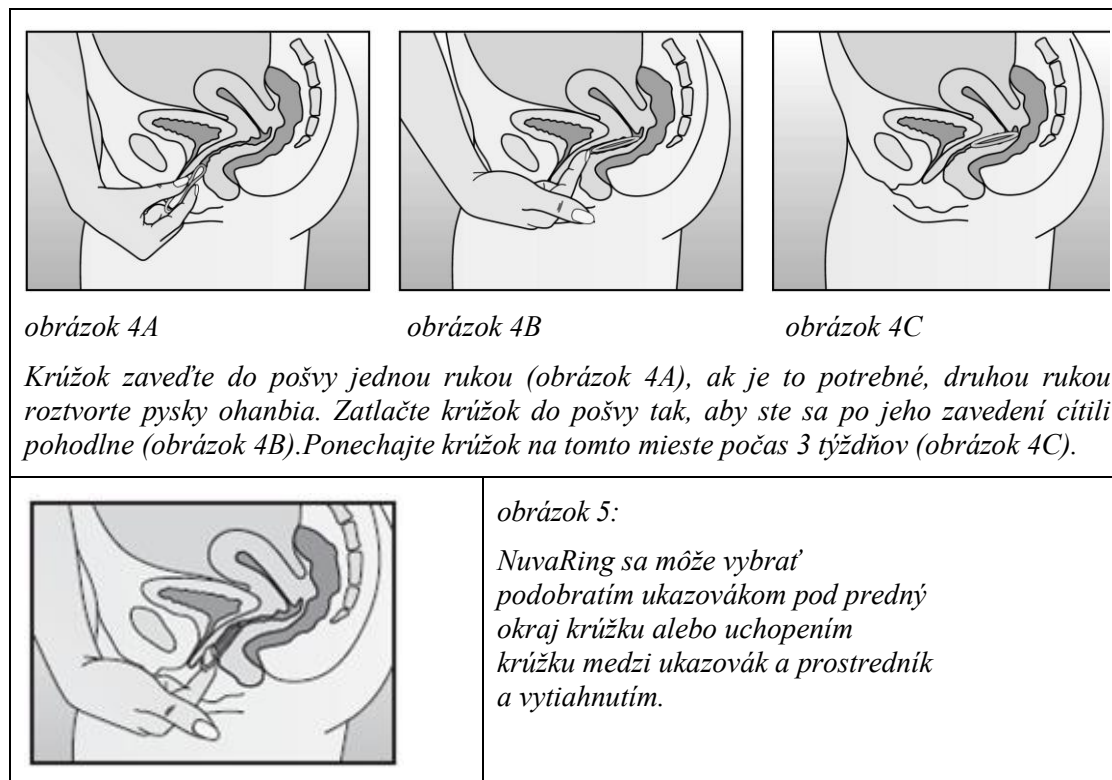 obrázok 4A obrázok 4B obrázok 4C
Krúžok zaveďte do pošvy jednou rukou (obrázok 4A), ak je to potrebné, druhou rukou
roztvorte pysky ohanbia. Zatlačte krúžok do pošvy tak, aby ste sa po jeho zavedení cítili
pohodlne (obrázok 4B).Ponechajte krúžok na tomto mieste počas 3 týždňov (obrázok 4C).
obrázok 5:
NuvaRing sa môže vybrať
podobratím ukazovákom pod predný
okraj krúžku alebo uchopením
krúžku medzi ukazovák a prostredník
a vytiahnutím.